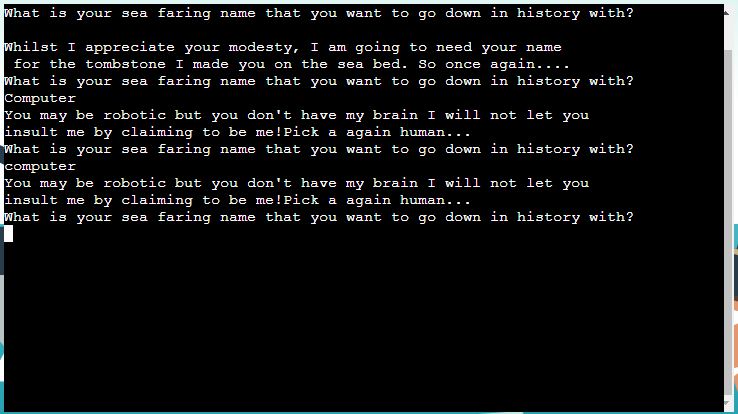 What is your sea faring name that you want to go down in history with?
Whilst I appreciate your modesty, I am going to need your name
for the tombstone I made you on the sea bed. So once again....
What is your sea faring name that you want to go down in history with?
Computer
You may be robotic but you don't have my brain I will not let you
insult me by claiming to be me!Pick a again human...
What is your sea faring name that you want to go down in history with?
computer
You may be robotic but you don't have my brain I will not let you
insult me by claiming to be me!Pick a again human...
What is your sea faring name that you want to go down in history with?